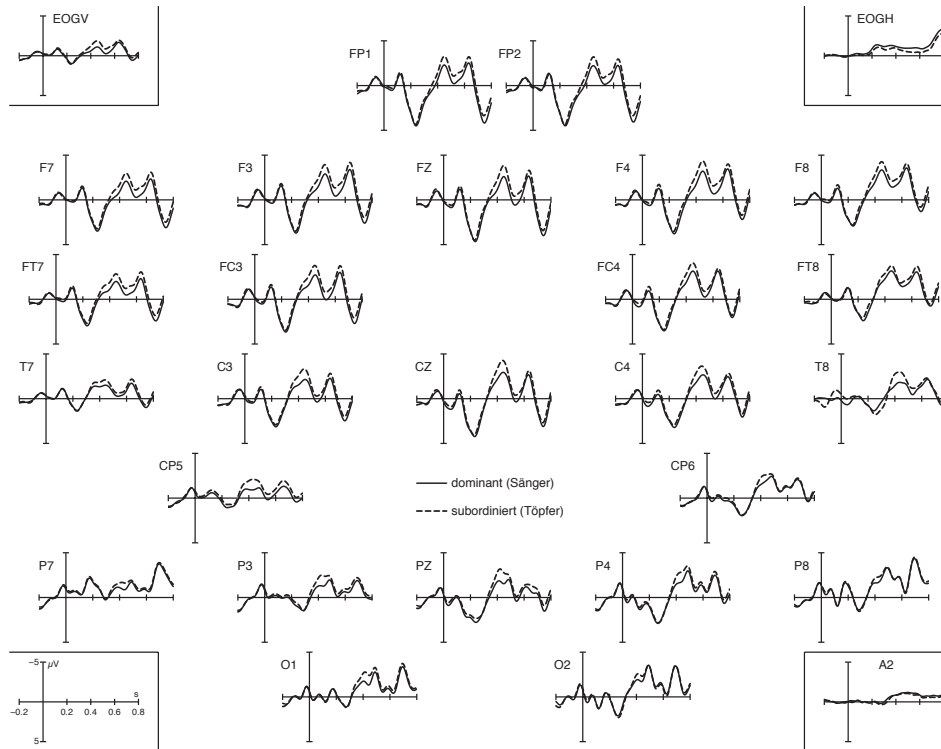 EOGV
EOGH
FP1
FP2
F7
F3
FZ
F4
F8
FT7
FC3
FC4
FT8
T7
C3
CZ
C4
T8
CP5
CP6
dominant (Sänger)
subordiniert (Töpfer)
P7
P3
PZ
P4
P8
O1
O2
A2
−5 µV
s
−0.2 0.2 0.4 0.6 0.8
5